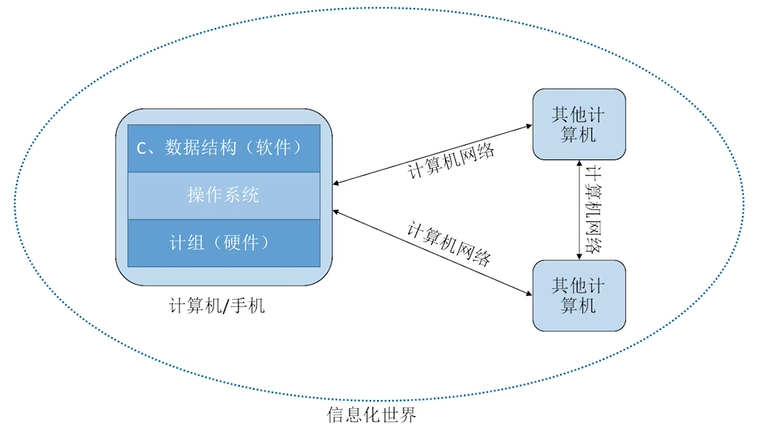 C、数据结构（软件）
操作系统
计组（硬件）
计算机/手机
计算机网络
计算机网络
其他计
算机
计算机网络
其他计
算机
信息化世界